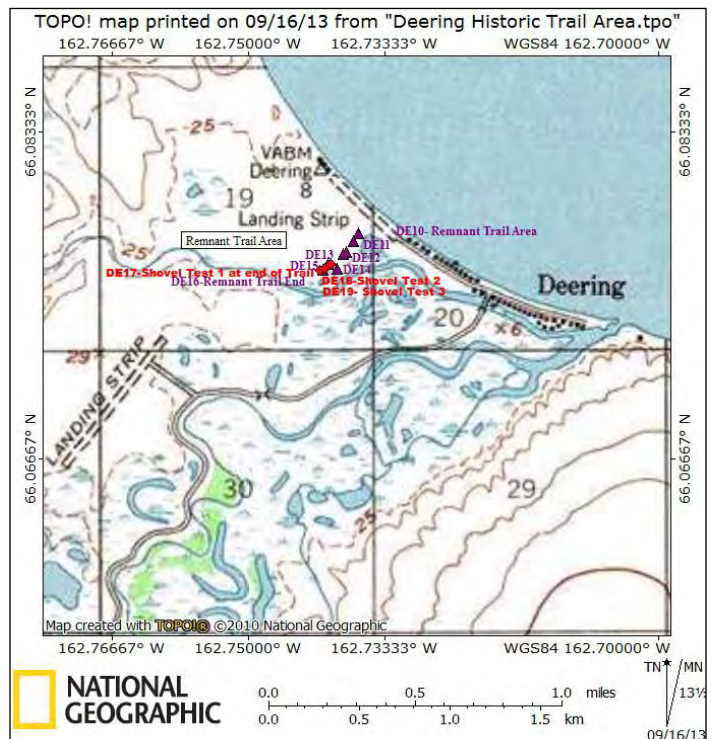 TOPO! map printed on 09/16/13 from "Deering Historic Trail Area.tpo"
162.76667° W 162.75000° W 162.73333° W WGS84 162.70000° W
66.08333° N
66.08333° N
25
VABM
Deering
8
19
Landing Strip
DE10- Remnant Trail Area
Remnant Trail Area
DE11
25
DE13
DE12
DE15
DE14
DE17-Shovel Test 1 at end of Trail
DE16-Remnant Trail End
DE18-Shovel Test 2
DE19- Shovel Test 3
Deering
20
×6
29
LANDING STRIP
66.06667° N
66.06667° N
30
29
25
Map created with TOPO!® ©2010 National Geographic
162.76667° W 162.75000° W 162.73333° W WGS84 162.70000° W
NATIONAL
GEOGRAPHIC
TN MN
13½
0.0 0.5 1.0 miles
0.0 0.5 1.0 1.5 km
09/16/13